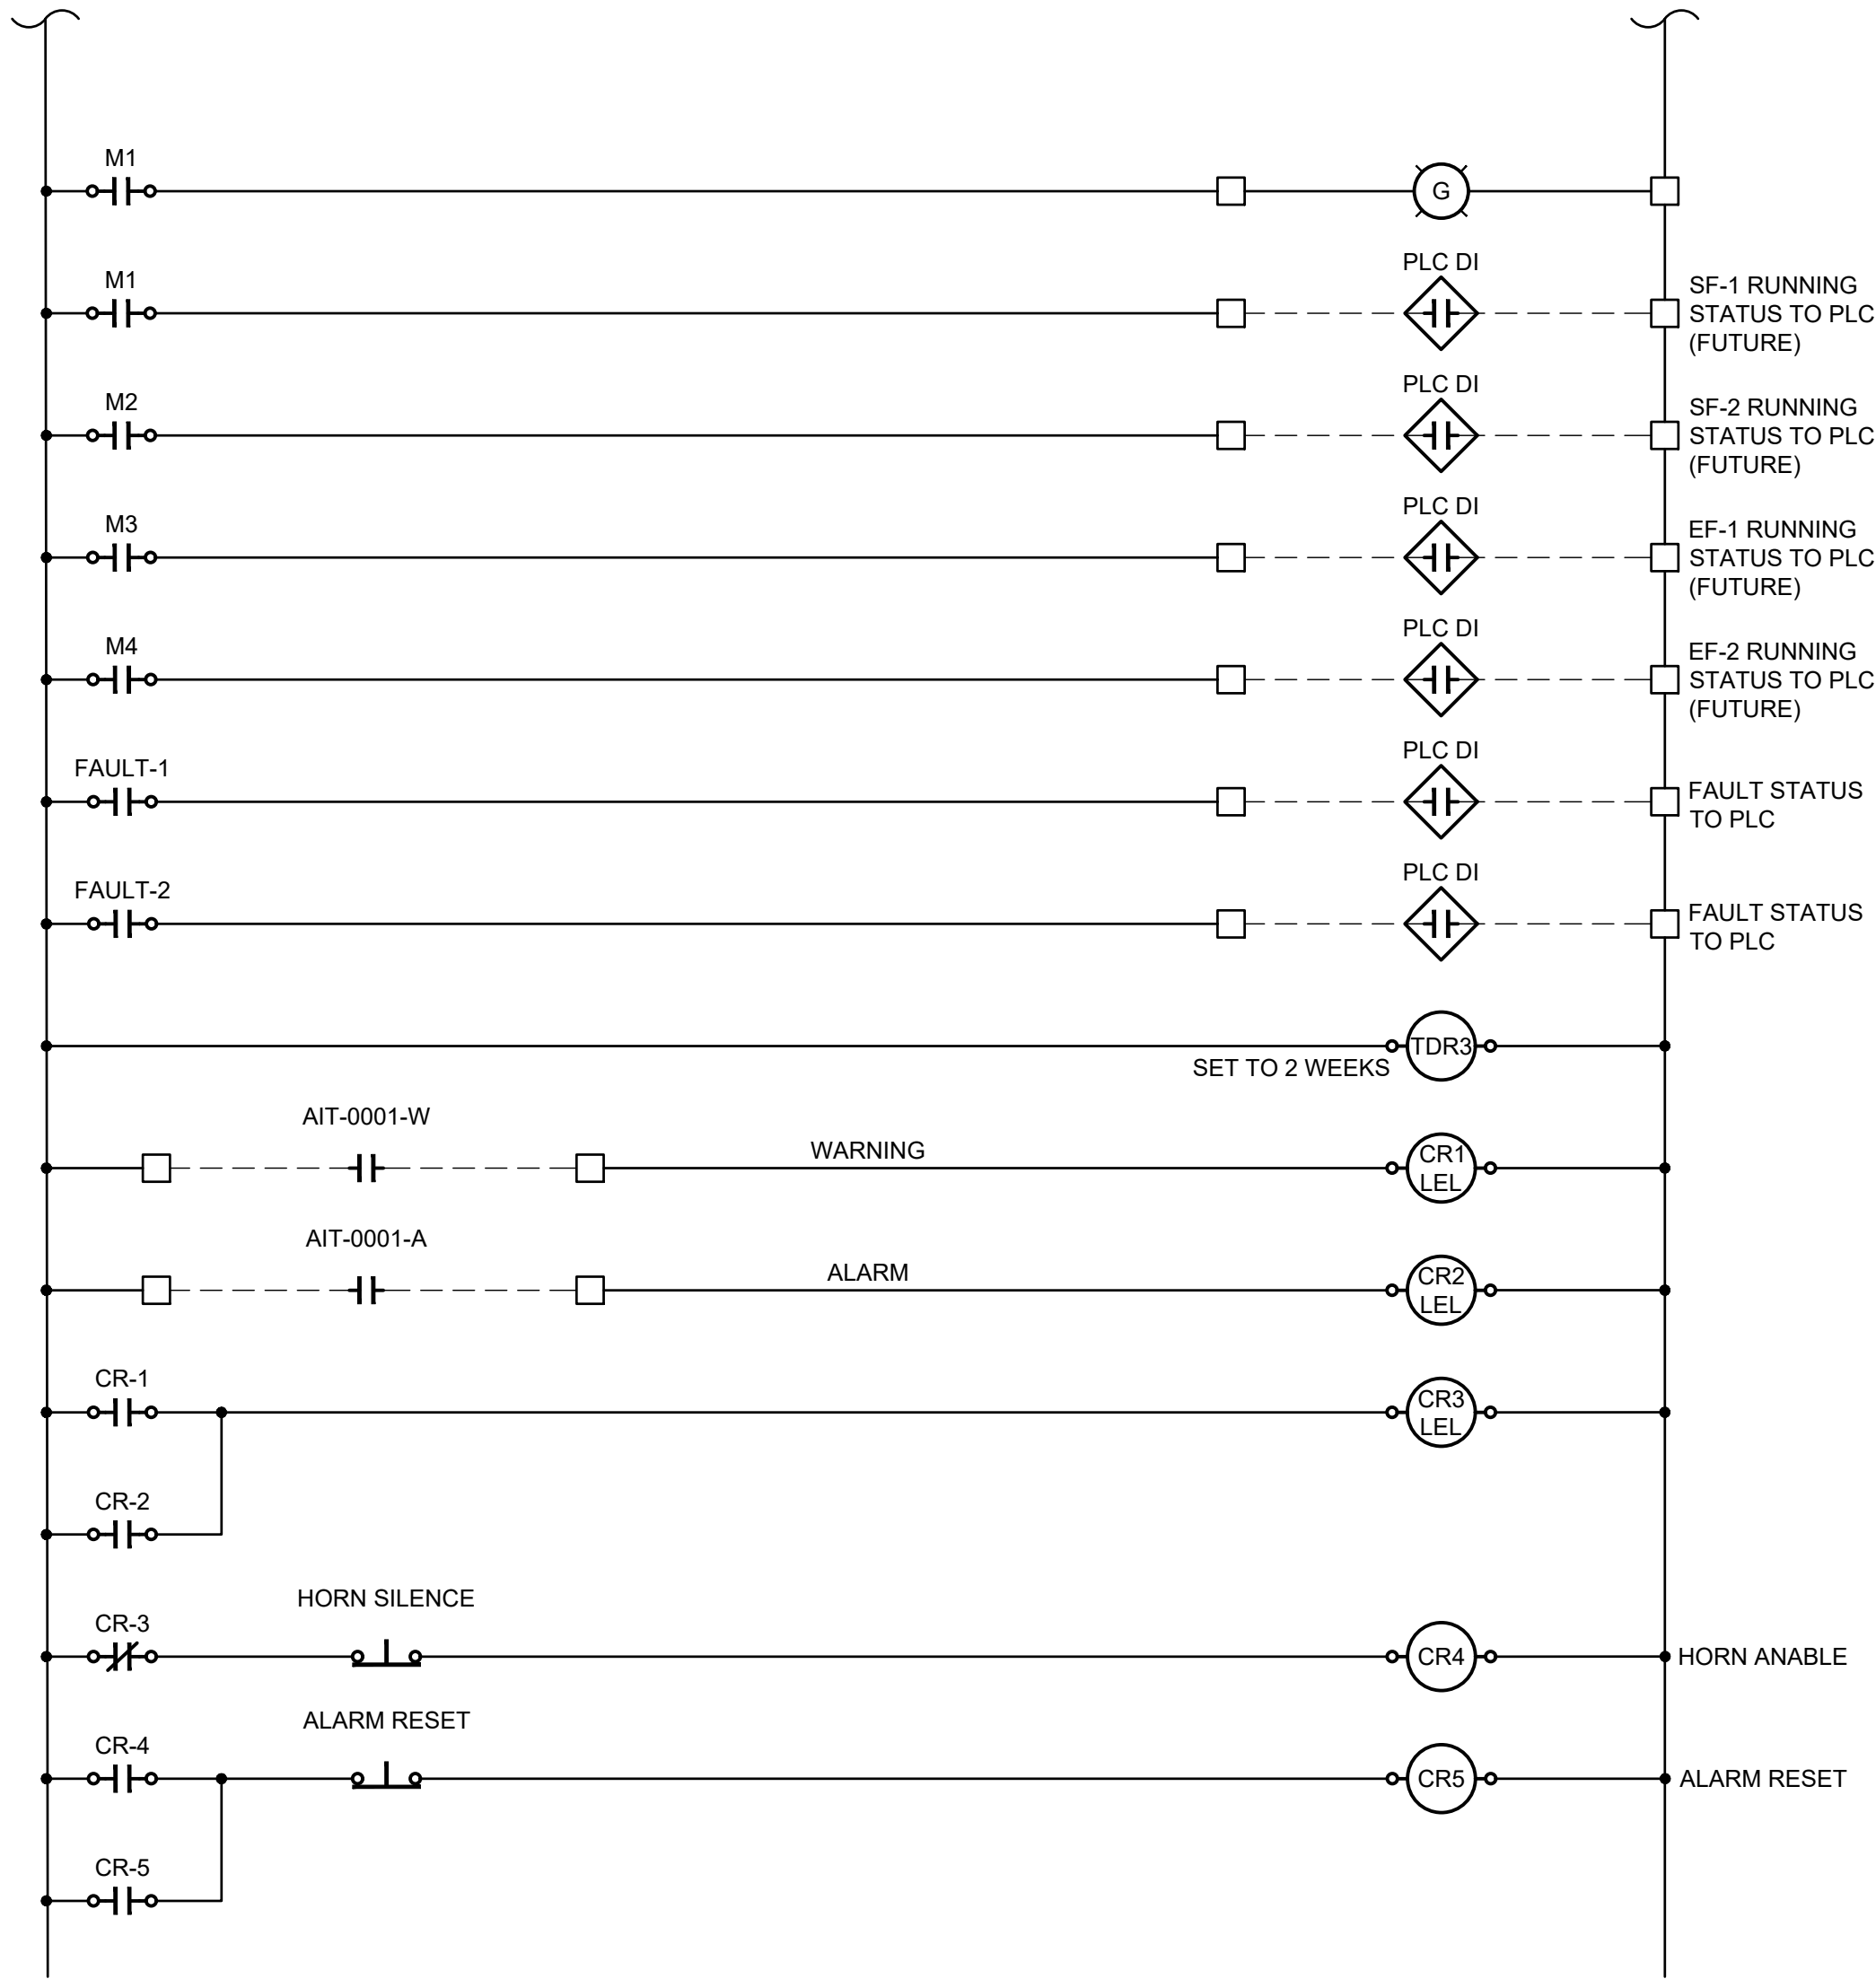 M1
G
M1
PLC DI
SF-1 RUNNING
STATUS TO PLC
(FUTURE)
M2
PLC DI
SF-2 RUNNING
STATUS TO PLC
(FUTURE)
M3
PLC DI
EF-1 RUNNING
STATUS TO PLC
(FUTURE)
M4
PLC DI
EF-2 RUNNING
STATUS TO PLC
(FUTURE)
FAULT-1
PLC DI
FAULT STATUS
TO PLC
FAULT-2
PLC DI
FAULT STATUS
TO PLC
TDR3
SET TO 2 WEEKS
AIT-0001-W
WARNING
CR1
LEL
AIT-0001-A
ALARM
CR2
LEL
CR-1
CR3
LEL
CR-2
HORN SILENCE
CR-3
CR4
HORN ANABLE
ALARM RESET
CR-4
CR5
ALARM RESET
CR-5